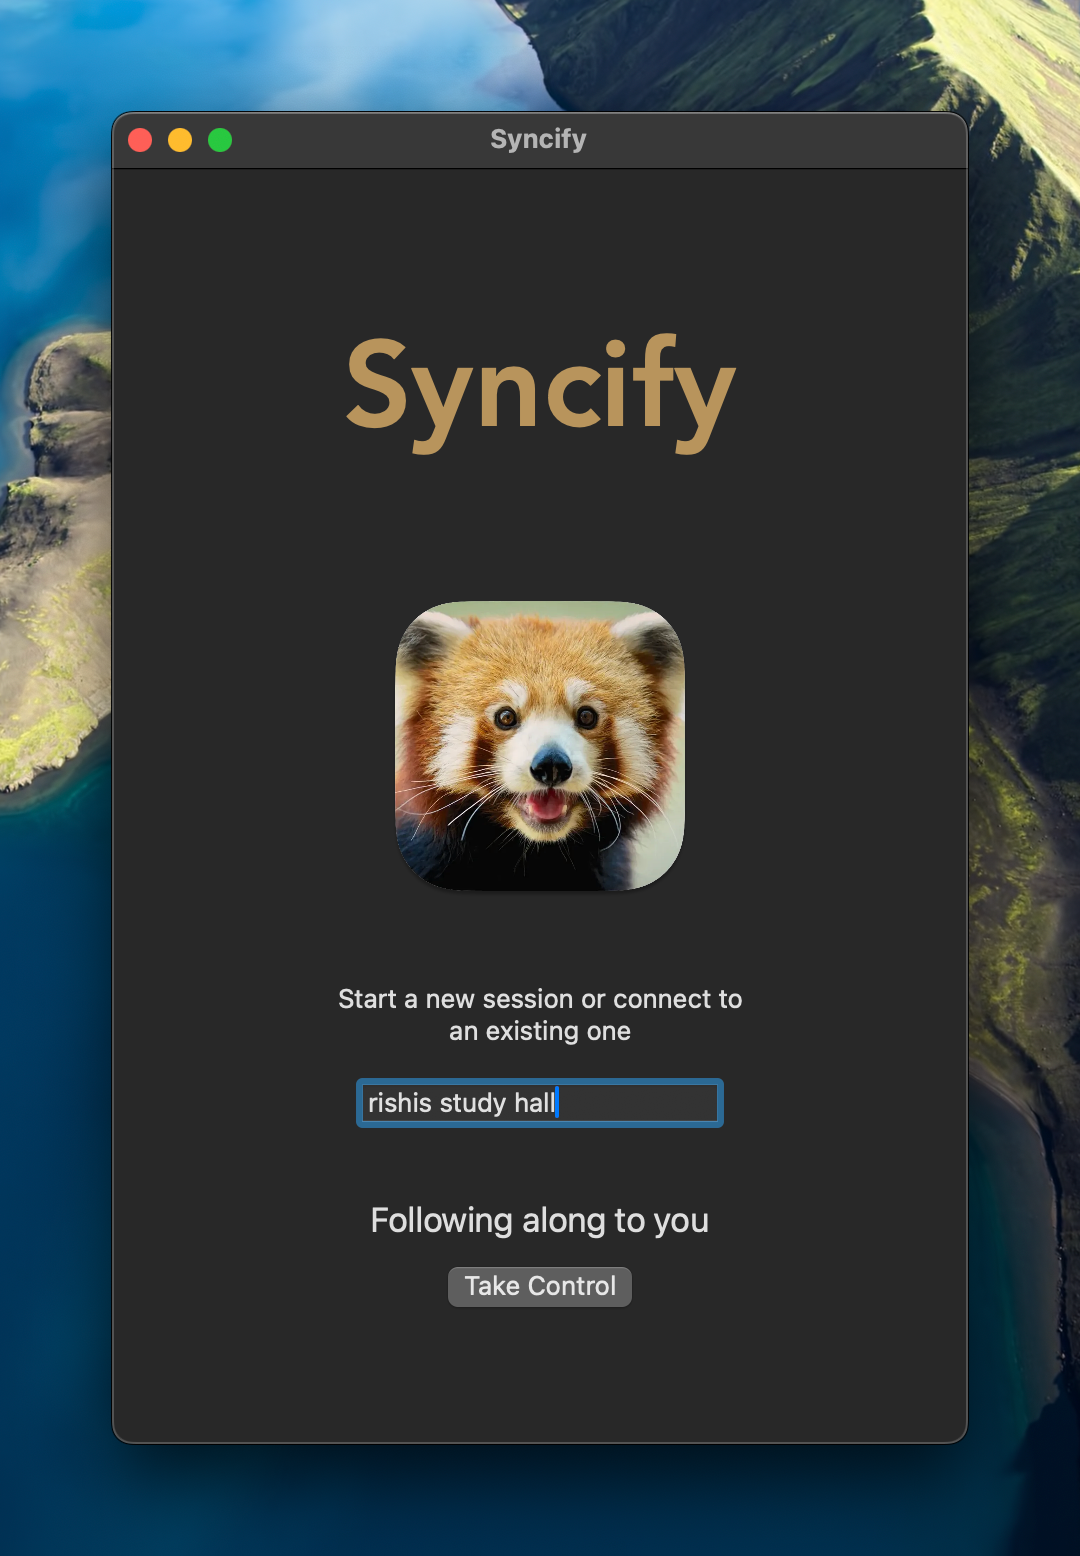 Syncify
Syncify
Start a new session or connect to
an existing one
rishis study hall
Following along to you
Take Control